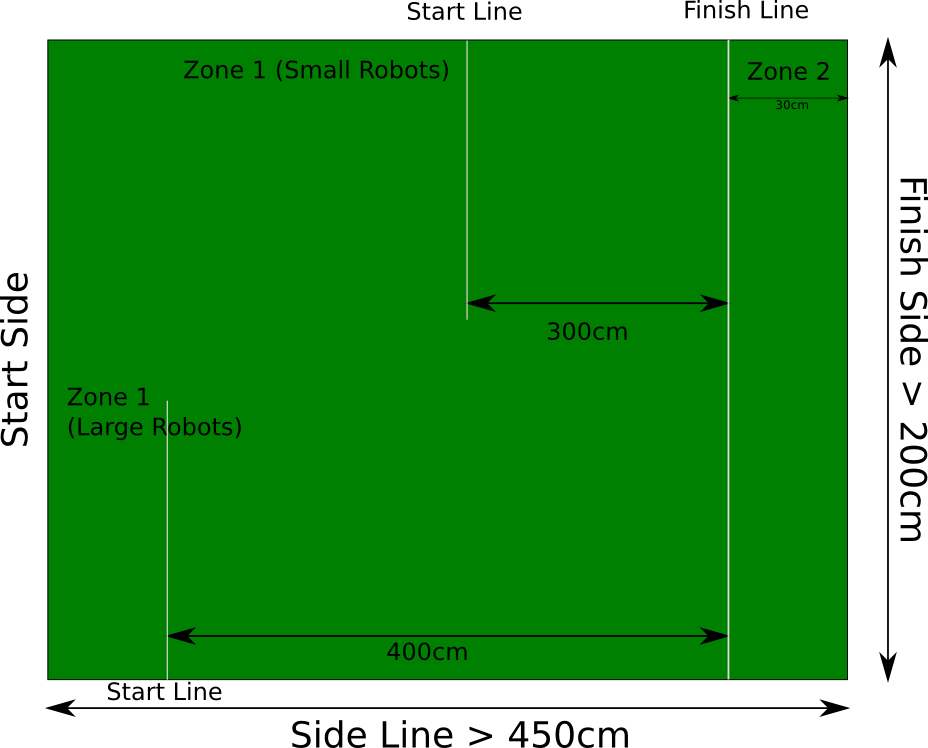 Start Line
Finish Line
Zone 1 (Small Robots)
Zone 2
30cm
Start Side
Finish Side > 200cm
300cm
Zone 1
(Large Robots)
400cm
Start Line
Side Line > 450cm